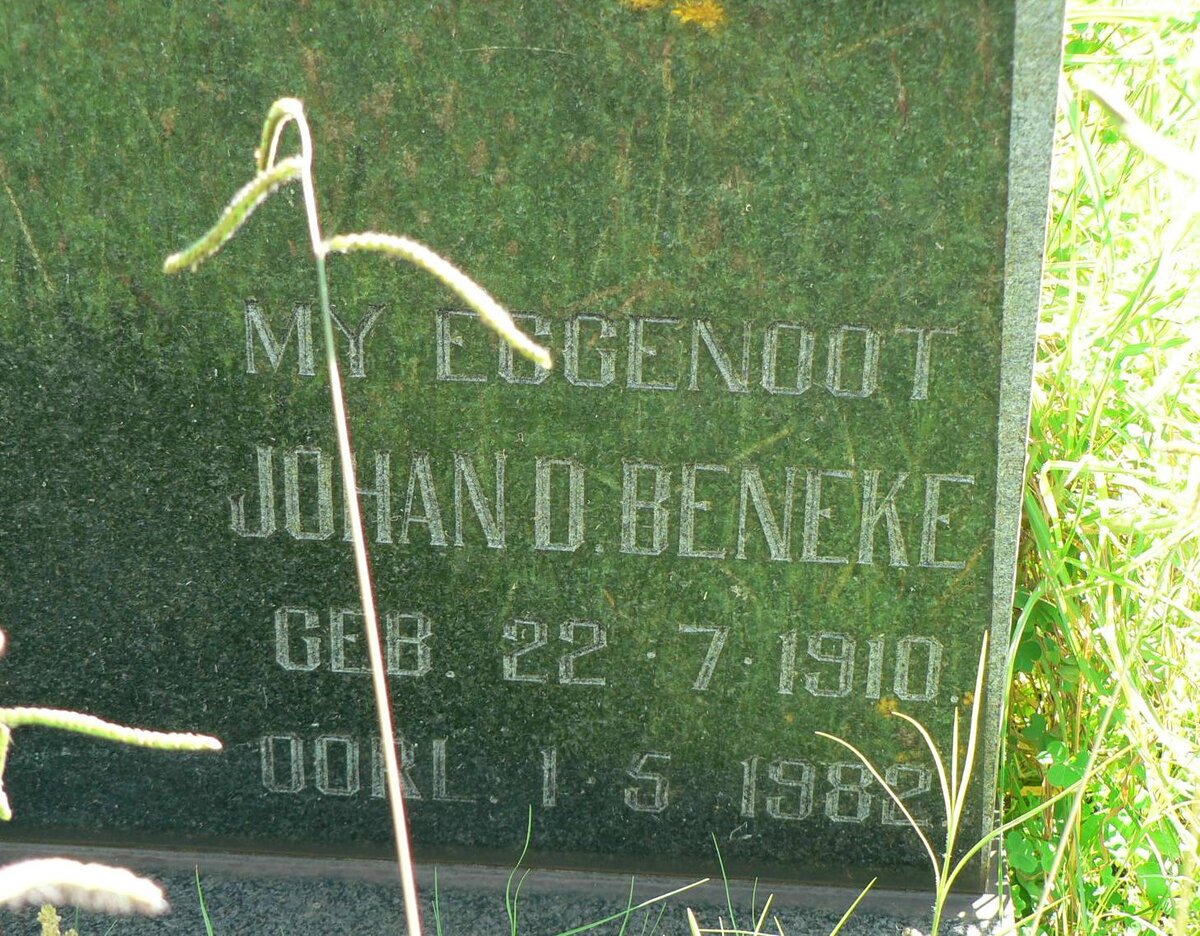 MY EGGENOOT
JOHAN D. BENEKE
GEB. 22·7·1910
OORL 1 5 1982